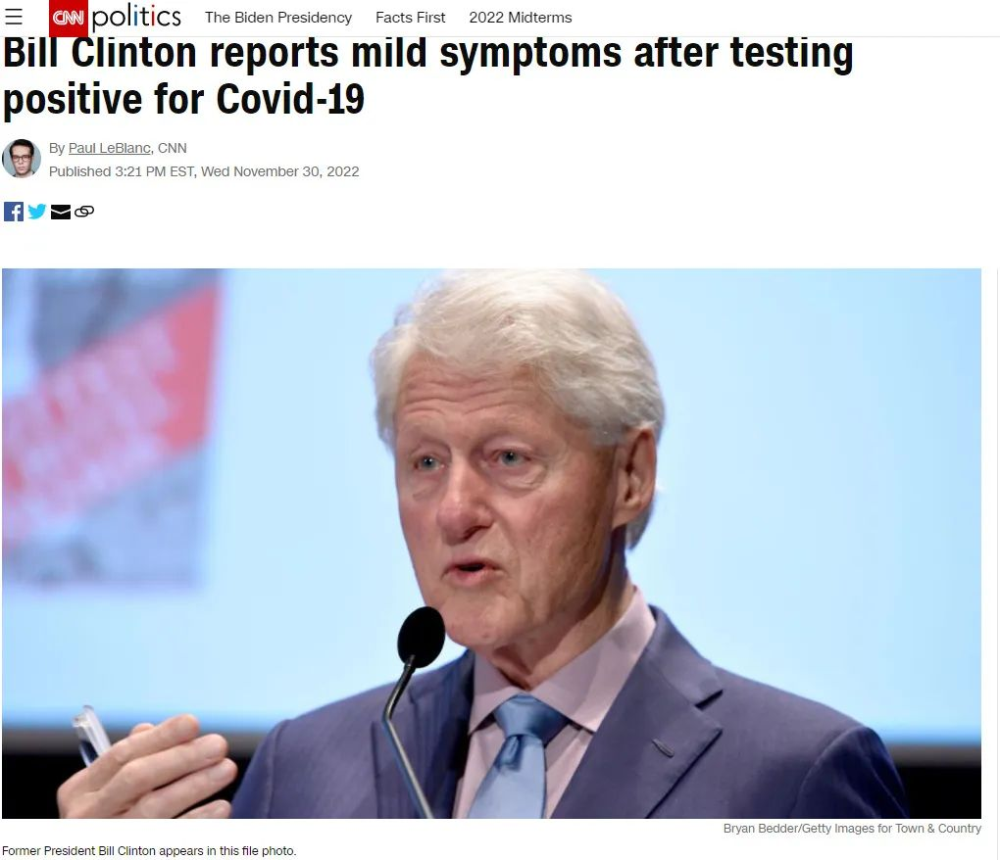 CNN politics The Biden Presidency Facts First 2022 Midterms
Bill Clinton reports mild symptoms after testing
positive for Covid-19
By Paul LeBlanc, CNN
Published 3:21 PM EST, Wed November 30, 2022
Bryan Bedder/Getty Images for Town & Country
Former President Bill Clinton appears in this file photo.